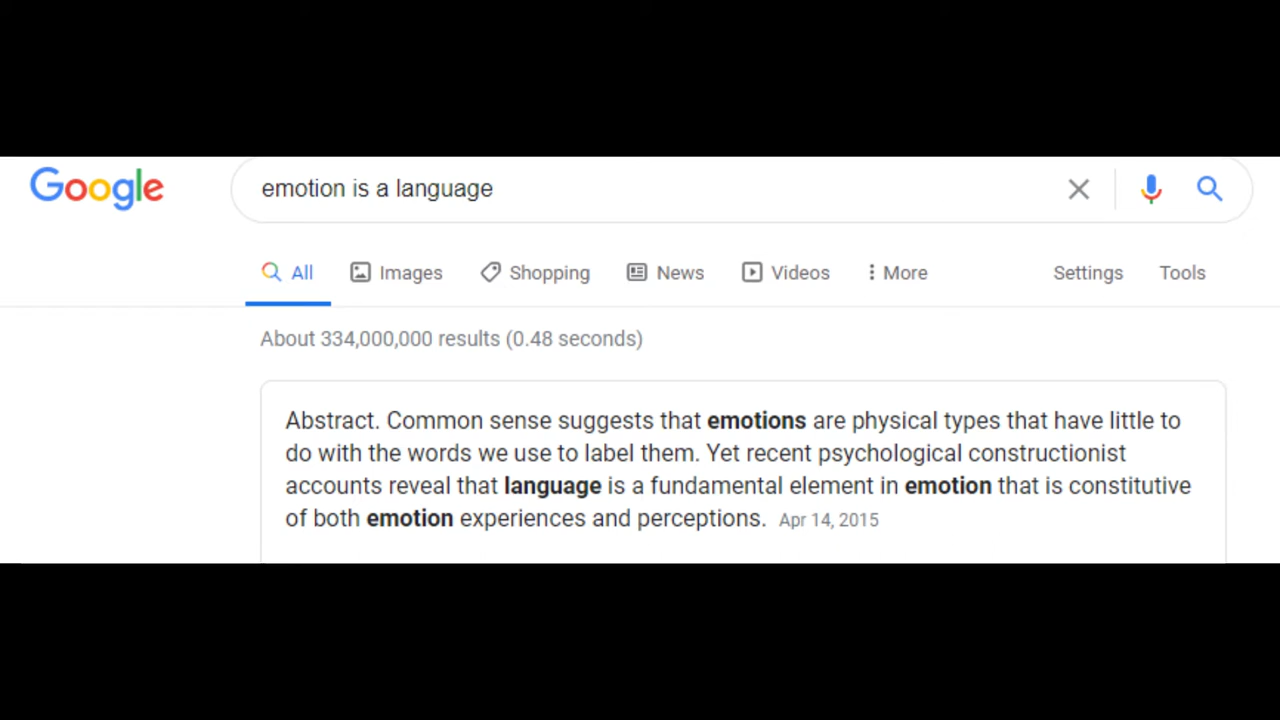 Google emotion is a language
All Images Shopping News Videos More Settings Tools
About 334,000,000 results (0.48 seconds)
Abstract. Common sense suggests that emotions are physical types that have little to
do with the words we use to label them. Yet recent psychological constructionist
accounts reveal that language is a fundamental element in emotion that is constitutive
of both emotion experiences and perceptions. Apr 14, 2015